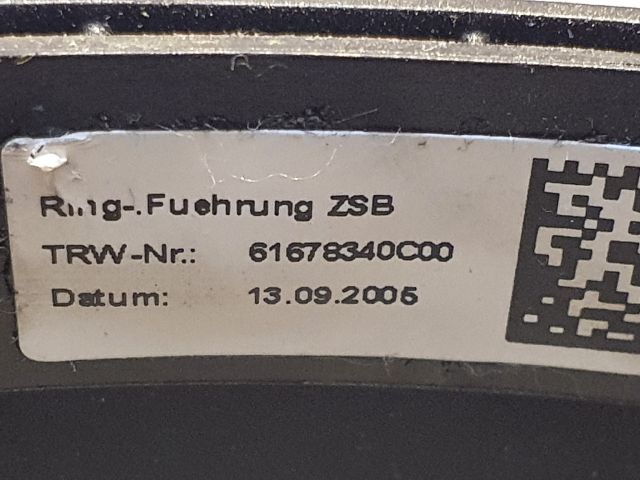 Ring-.Fuehrung ZSB
TRW-Nr.: 61678340C00
Datum: 13.09.2005